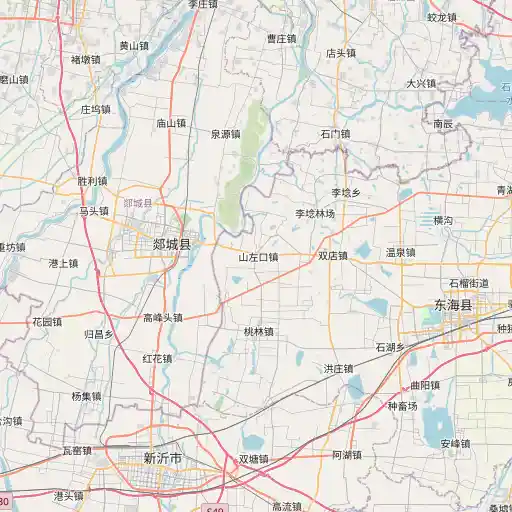 李庄镇
蛟龙镇
曹庄镇
黄山镇
店头镇
褚墩镇
磨山镇
大兴镇
庄坞镇
庙山镇
南辰
泉源镇
石门镇
胜利镇
李埝乡
青湖
郯城县
马头镇
李埝林场
横沟
郯城县
重坊镇
山左口镇
双店镇
温泉镇
港上镇
石榴街道
东海县
花园镇
高峰头镇
种猪
归昌乡
桃林镇
石湖乡
红花镇
洪庄镇
曲阳镇
杨集镇
种畜场
沟镇
安峰镇
瓦窑镇
新沂市
双塘镇
阿湖镇
港头镇
高流镇
桑墟镇